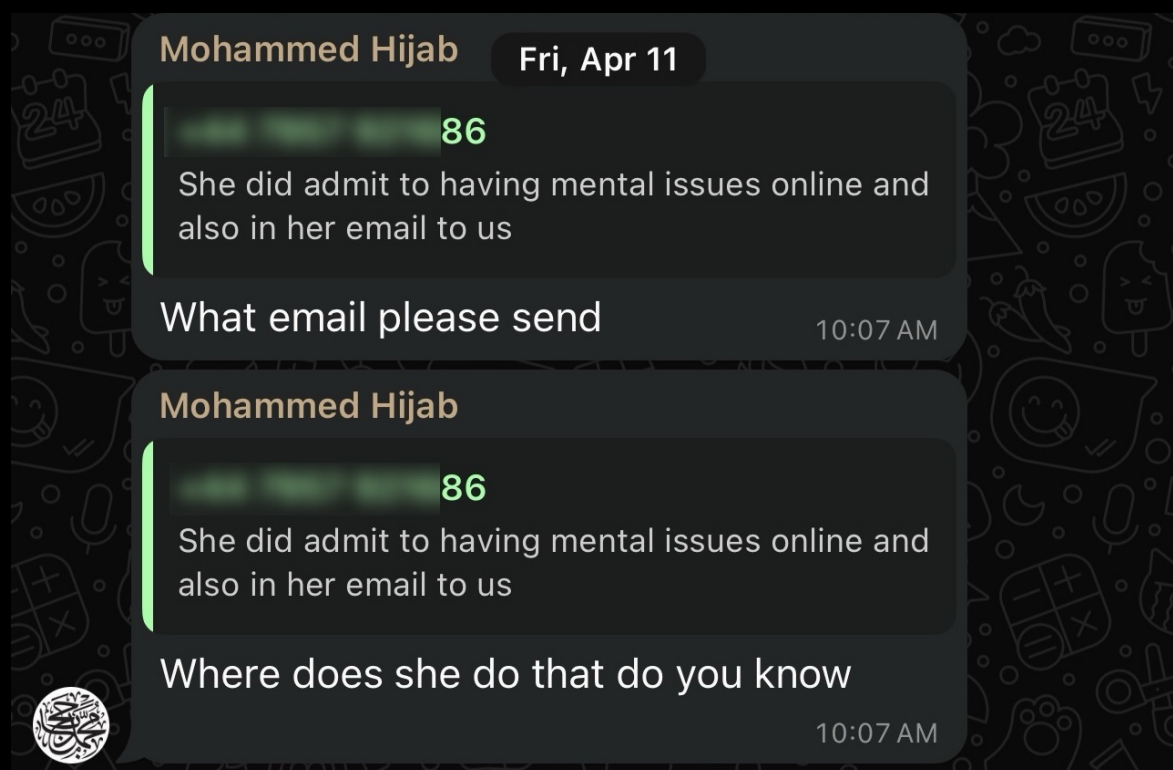 Mohammed Hijab
Fri, Apr 11
86
She did admit to having mental issues online and
also in her email to us
What email please send
10:07 AM
Mohammed Hijab
86
She did admit to having mental issues online and
also in her email to us
Where does she do that do you know
10:07 AM